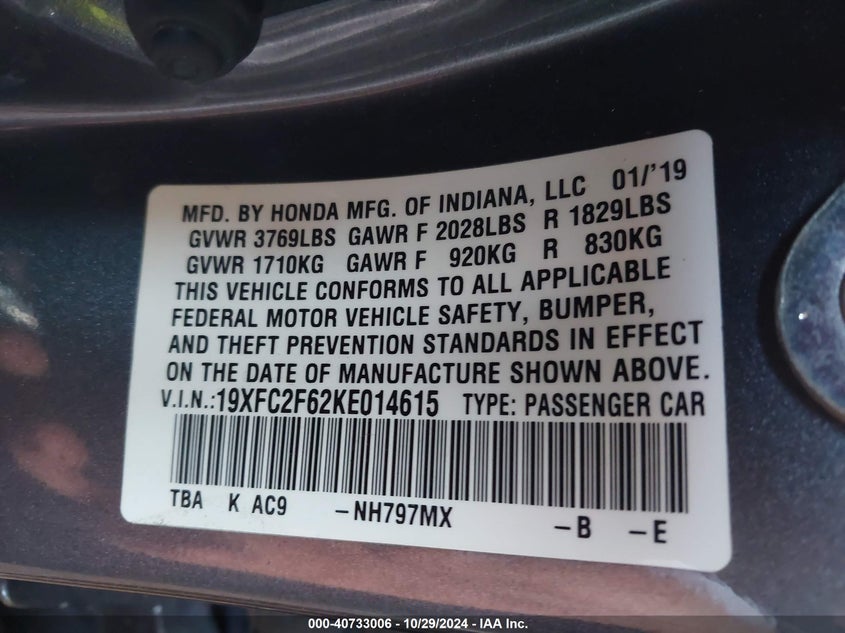 MFD. BY HONDA MFG. OF INDIANA, LLC 01/'19
GVWR 3769LBS GAWR F 2028LBS R 1829LBS
GVWR 1710KG GAWR F 920KG R 830KG
THIS VEHICLE CONFORMS TO ALL APPLICABLE
FEDERAL MOTOR VEHICLE SAFETY, BUMPER,
AND THEFT PREVENTION STANDARDS IN EFFECT
ON THE DATE OF MANUFACTURE SHOWN ABOVE.
V.I.N.:19XFC2F62KE014615 TYPE: PASSENGER CAR
TBA K AC9 -NH797MX -B -E
000-40733006 - 10/29/2024 - IAA Inc.